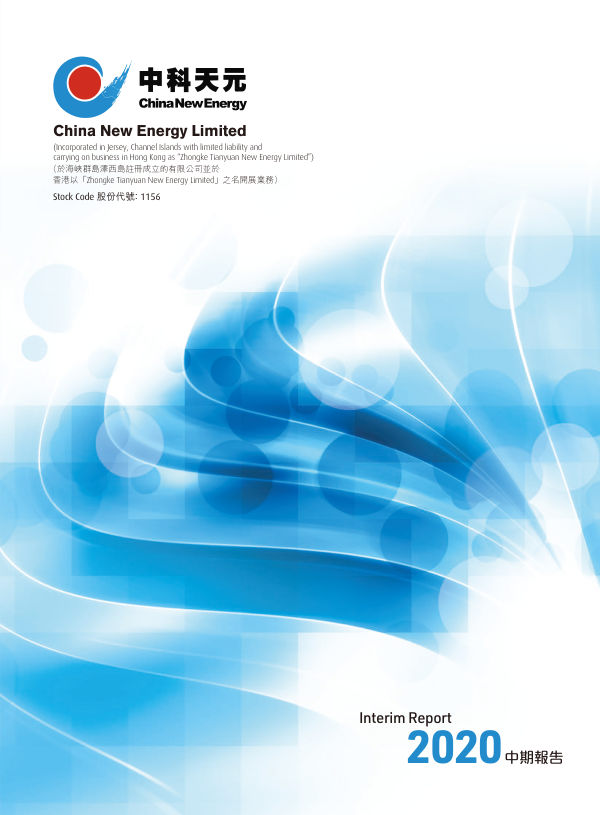 中科天元
China New Energy
China New Energy Limited
(Incorporated in Jersey, Channel Islands with limited liability and
carrying on business in Hong Kong as "Zhongke Tianyuan New Energy Limited")
（於海峽群島澤西島註冊成立的有限公司並於
香港以「Zhongke Tianyuan New Energy Limited」之名開展業務）
Stock Code 股份代號: 1156
Interim Report
2020 中期報告